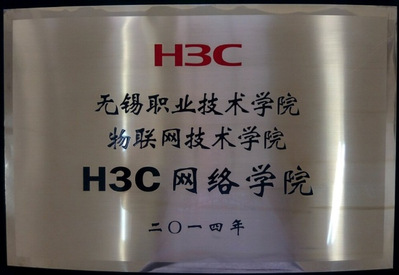 H3C
无锡职业技术学院
物联网技术学院
H3C 网络学院
二〇一四年